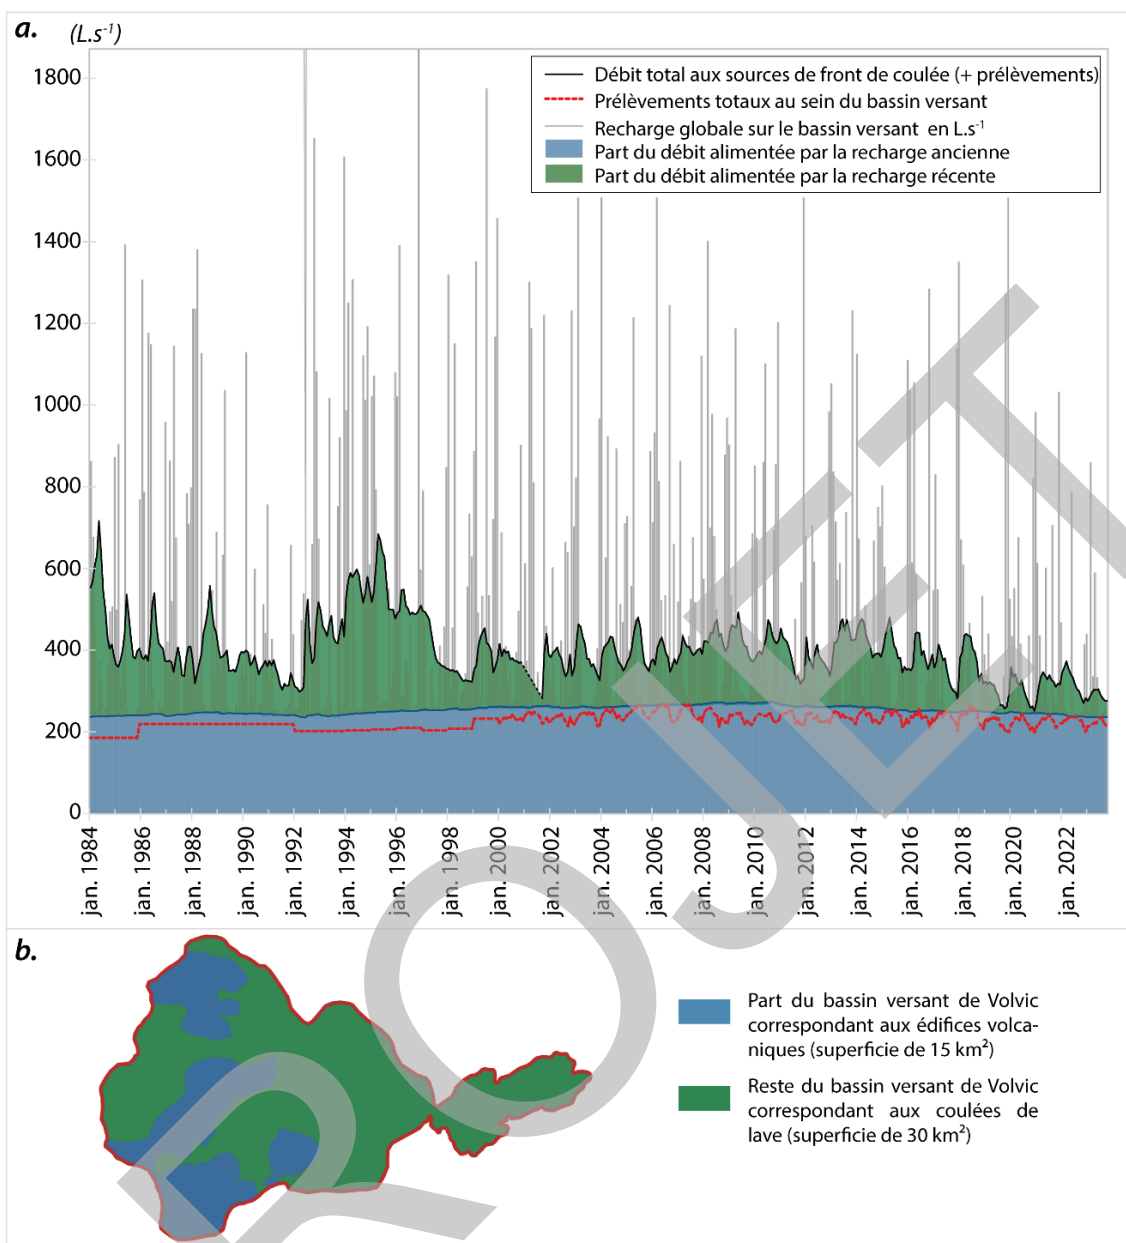 a.
(L.s⁻¹)
1800
1600
1400
1200
1000
800
600
400
200
0
Débit total aux sources de front de coulée (+ prélèvements)
Prélèvements totaux au sein du bassin versant
Recharge globale sur le bassin versant en L.s⁻¹
Part du débit alimentée par la recharge ancienne
Part du débit alimentée par la recharge récente
jan. 1984
jan. 1986
jan. 1988
jan. 1990
jan. 1992
jan. 1994
jan. 1996
jan. 1998
jan. 2000
jan. 2002
jan. 2004
jan. 2006
jan. 2008
jan. 2010
jan. 2012
jan. 2014
jan. 2016
jan. 2018
jan. 2020
jan. 2022
b.
Part du bassin versant de Volvic
correspondant aux édifices volca-
niques (superficie de 15 km²)
Reste du bassin versant de Volvic
correspondant aux coulées de
lave (superficie de 30 km²)